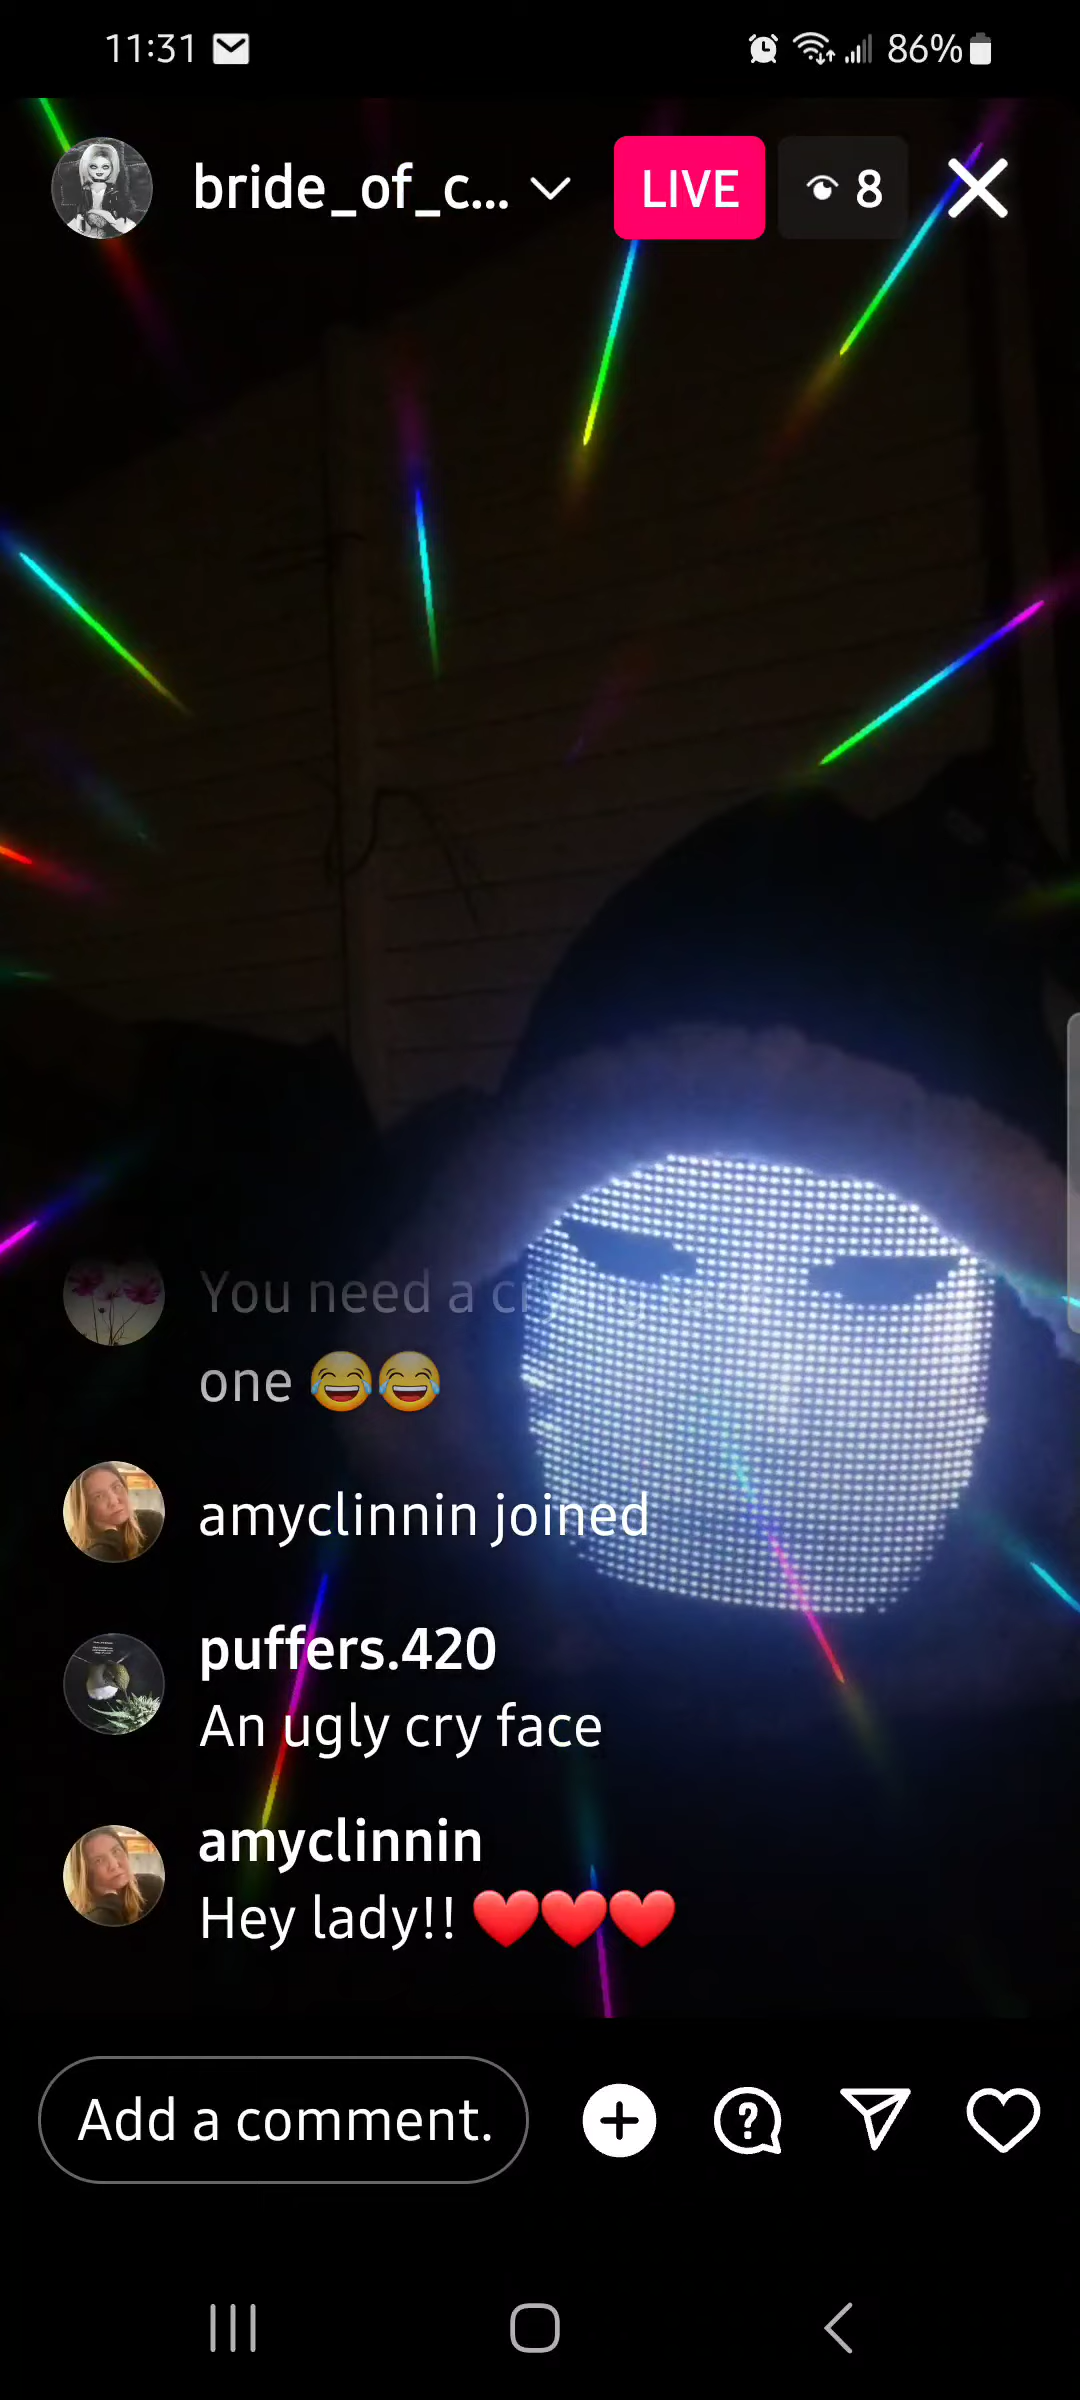 11:31 86%
bride_of_c... LIVE 8
You need a crying
one 😂😂
amyclinnin joined
puffers.420
An ugly cry face
amyclinnin
Hey lady!! ❤️❤️❤️
Add a comment.